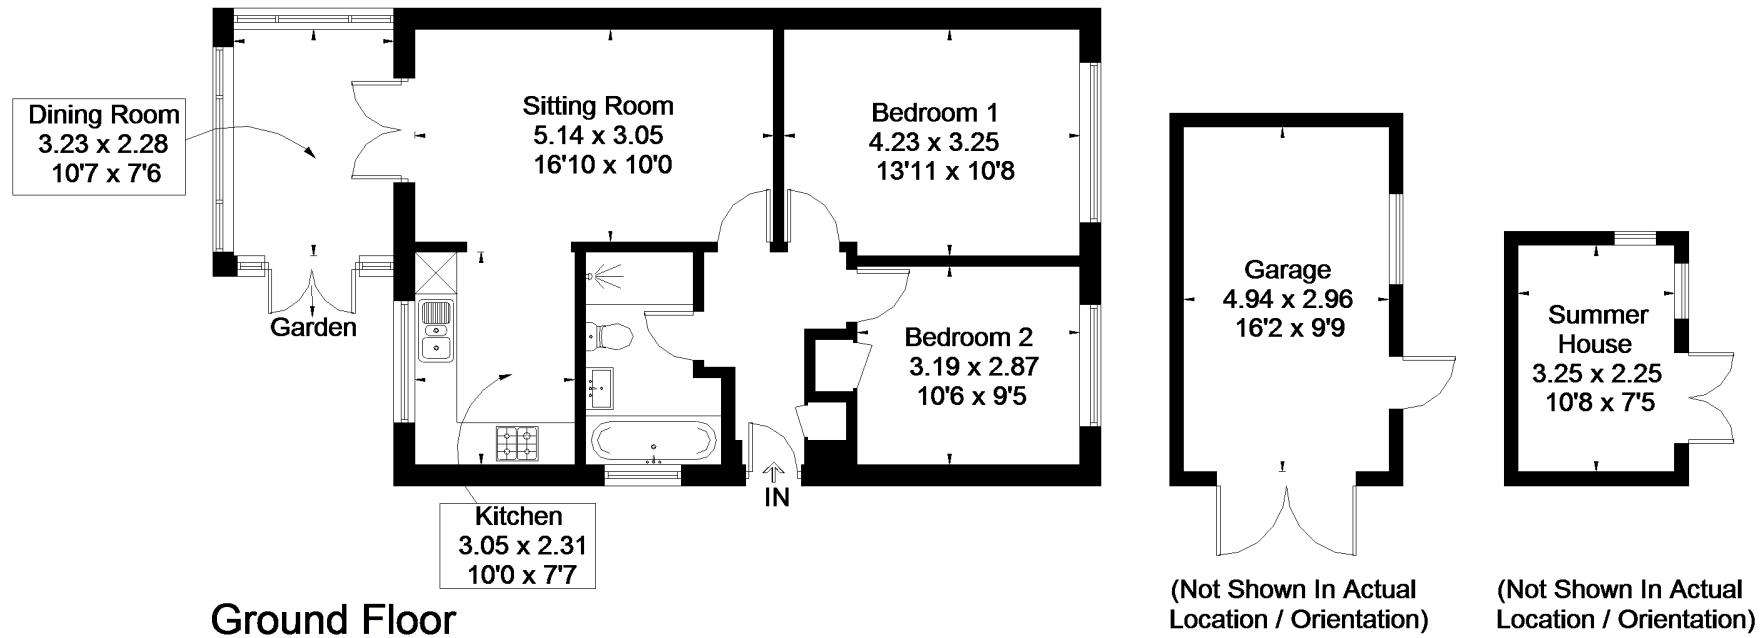 Dining Room
3.23 x 2.28
10'7 x 7'6
Sitting Room
5.14 x 3.05
16'10 x 10'0
Bedroom 1
4.23 x 3.25
13'11 x 10'8
Garden
Bedroom 2
3.19 x 2.87
10'6 x 9'5
IN
Kitchen
3.05 x 2.31
10'0 x 7'7
Ground Floor
Garage
4.94 x 2.96
16'2 x 9'9
(Not Shown In Actual
Location / Orientation)
Summer
House
3.25 x 2.25
10'8 x 7'5
(Not Shown In Actual
Location / Orientation)